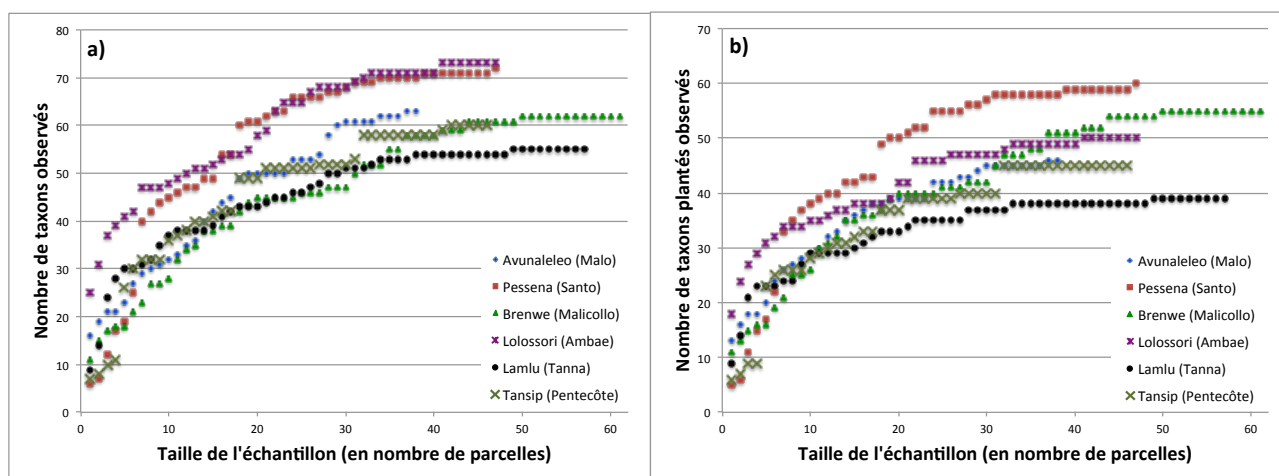 a)
Nombre de taxons observés
80
70
60
50
40
30
20
10
0
0 10 20 30 40 50 60
Taille de l'échantillon (en nombre de parcelles)
Avunaleleo (Malo)
Pessena (Santo)
Brenwe (Malicollo)
Lolossori (Ambae)
Lamlu (Tanna)
Tansip (Pentecôte)
b)
Nombre de taxons plantés observés
70
60
50
40
30
20
10
0
0 10 20 30 40 50 60
Taille de l'échantillon (en nombre de parcelles)
Avunaleleo (Malo)
Pessena (Santo)
Brenwe (Malicollo)
Lolossori (Ambae)
Lamlu (Tanna)
Tansip (Pentecôte)